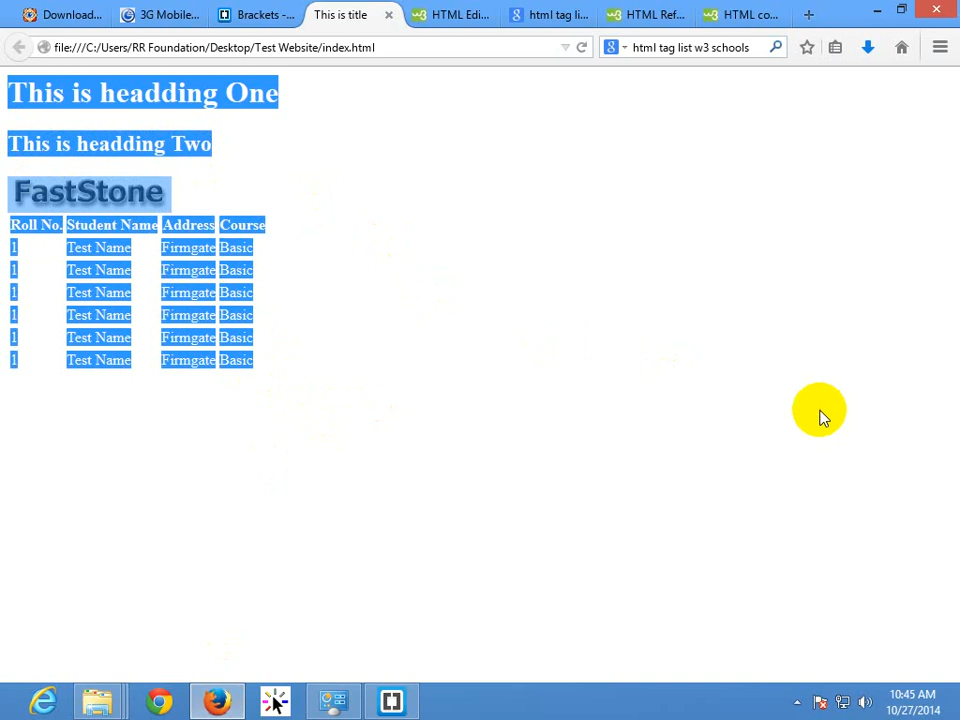 Download... 3G Mobile... Brackets -... This is title HTML Edi... html tag li... HTML Ref... HTML co...
file:///C:/Users/RR Foundation/Desktop/Test Website/index.html html tag list w3 schools
This is headding One
This is headding Two
FastStone
Roll No. Student Name Address Course
1 Test Name Firmgate Basic
1 Test Name Firmgate Basic
1 Test Name Firmgate Basic
1 Test Name Firmgate Basic
1 Test Name Firmgate Basic
1 Test Name Firmgate Basic
10:45 AM
10/27/2014